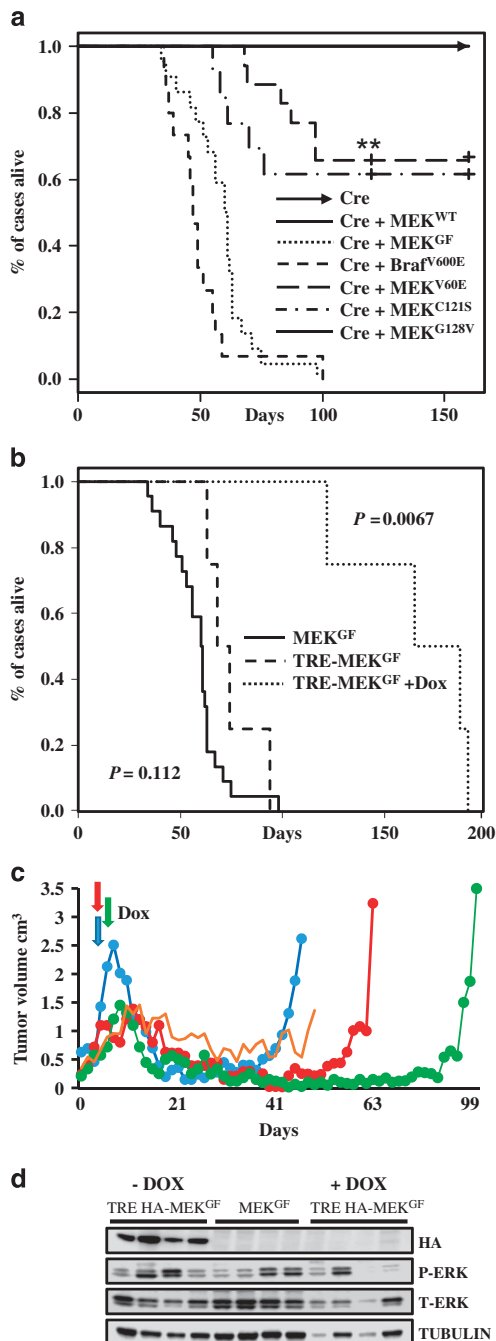 a
% of cases alive
1.0
0.8
0.6
0.4
0.2
0.0
**
Cre
Cre + MEK^WT
Cre + MEK^GF
Cre + Braf^V600E
Cre + MEK^V60E
Cre + MEK^C121S
Cre + MEK^G128V
0 50 Days 100 150
b
% of cases alive
1.0
0.8
0.6
0.4
0.2
0.0
P = 0.0067
MEK^GF
TRE-MEK^GF
TRE-MEK^GF +Dox
P = 0.112
50 Days 150 200
c
Tumor volume cm³
3.5
3
2.5
2
1.5
1
0.5
0
Dox
0 21 41 63 99
Days
d
- DOX + DOX
TRE HA-MEK^GF MEK^GF TRE HA-MEK^GF
HA
P-ERK
T-ERK
TUBULIN